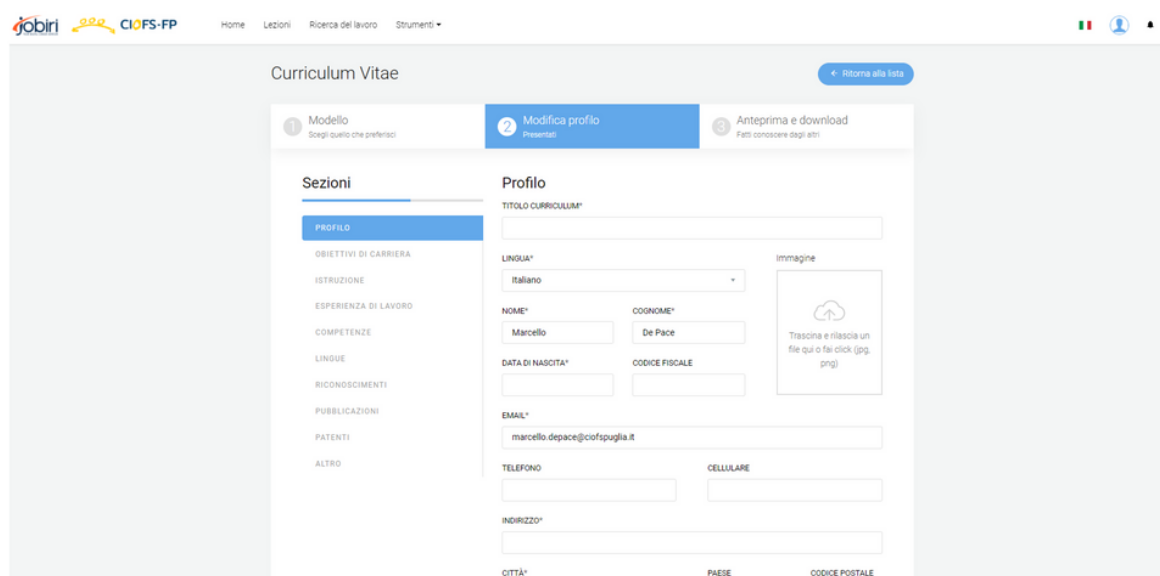 jobiri CIOFS-FP Home Lezioni Ricerca del lavoro Strumenti
Curriculum Vitae
← Ritorna alla lista
1 Modello
Scegli quello che preferisci
2 Modifica profilo
Presentati
3 Anteprima e download
Fatti conoscere dagli altri
Sezioni
PROFILO
OBIETTIVI DI CARRIERA
ISTRUZIONE
ESPERIENZA DI LAVORO
COMPETENZE
LINGUE
RICONOSCIMENTI
PUBBLICAZIONI
PATENTI
ALTRO
Profilo
TITOLO CURRICULUM*
LINGUA*
Italiano
Immagine
Trascina e rilascia un
file qui o fai click (jpg,
png)
NOME*
Marcello
COGNOME*
De Pace
DATA DI NASCITA*
CODICE FISCALE
EMAIL*
marcello.depace@ciofspuglia.it
TELEFONO
CELLULARE
INDIRIZZO*
CITTÀ*
PAESE
CODICE POSTALE